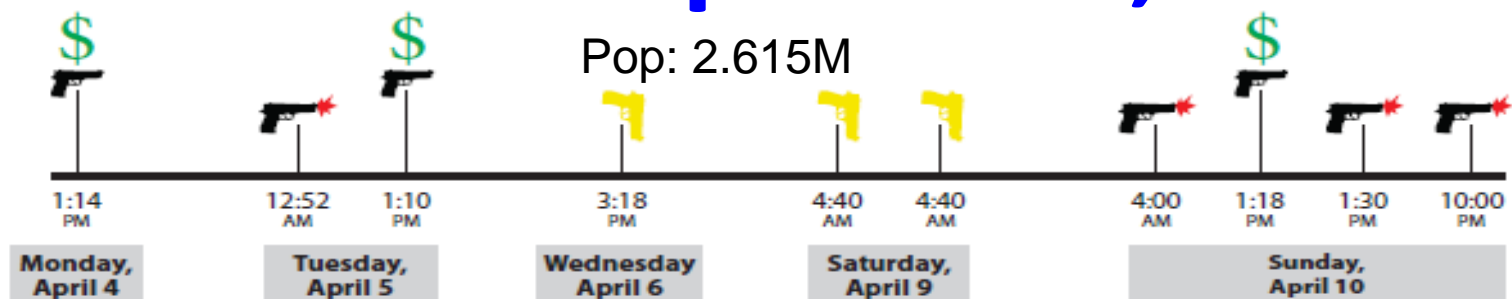 $ $ $
Pop: 2.615M
1:14 12:52 1:10 3:18 4:40 4:40 4:00 1:18 1:30 10:00
PM AM PM PM AM AM AM PM PM PM
Monday, Tuesday, Wednesday Saturday, Sunday,
April 4 April 5 April 6 April 9 April 10